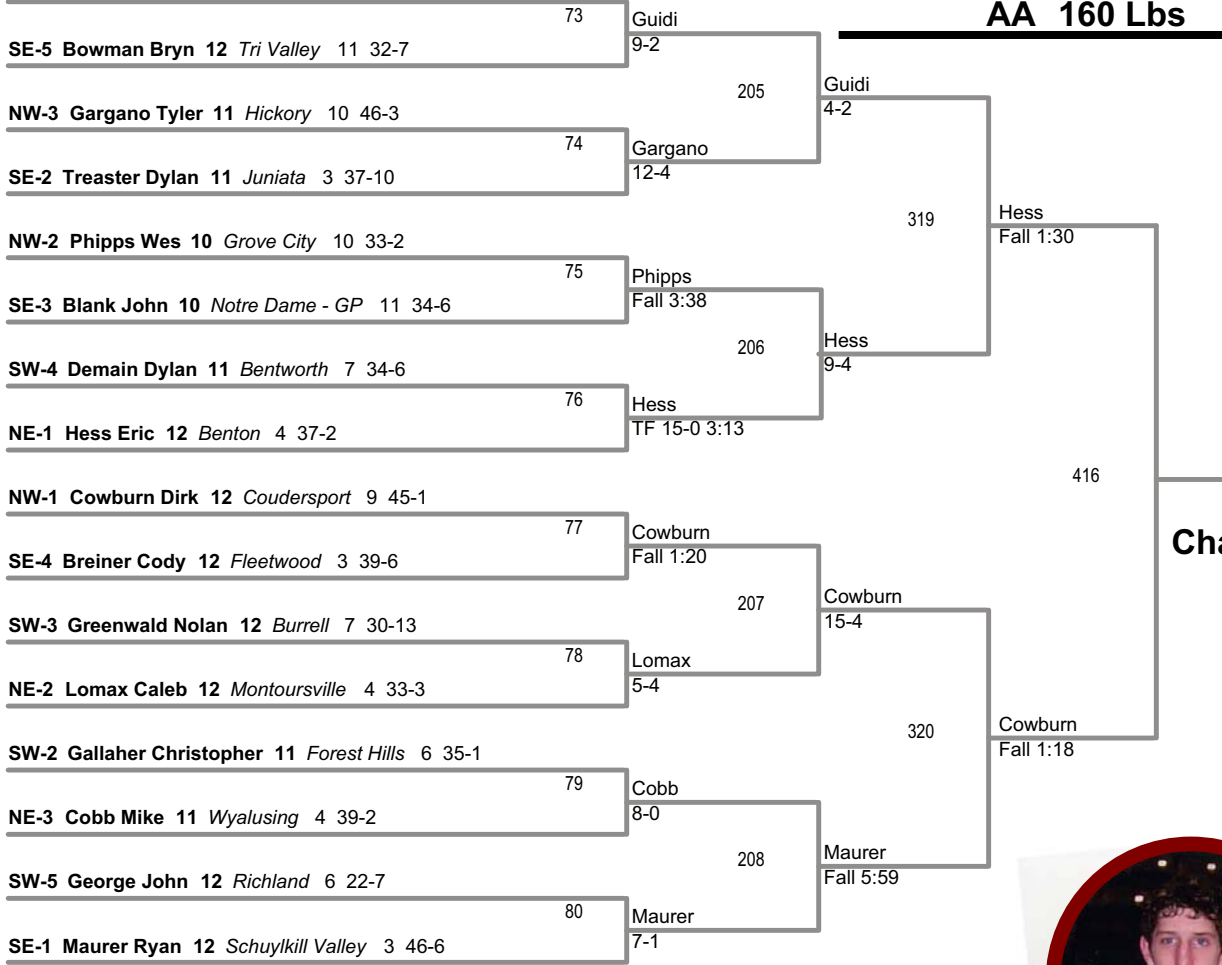 AA 160 Lbs
73
Guidi
9-2
SE-5 Bowman Bryn 12 Tri Valley 11 32-7
205
Guidi
4-2
NW-3 Gargano Tyler 11 Hickory 10 46-3
74
Gargano
12-4
SE-2 Treaster Dylan 11 Juniata 3 37-10
319
Hess
Fall 1:30
NW-2 Phipps Wes 10 Grove City 10 33-2
75
Phipps
Fall 3:38
SE-3 Blank John 10 Notre Dame - GP 11 34-6
206
Hess
9-4
SW-4 Demain Dylan 11 Bentworth 7 34-6
76
Hess
TF 15-0 3:13
NE-1 Hess Eric 12 Benton 4 37-2
416
NW-1 Cowburn Dirk 12 Coudersport 9 45-1
77
Cowburn
Fall 1:20
Cha
SE-4 Breiner Cody 12 Fleetwood 3 39-6
207
Cowburn
15-4
SW-3 Greenwald Nolan 12 Burrell 7 30-13
78
Lomax
5-4
NE-2 Lomax Caleb 12 Montoursville 4 33-3
320
Cowburn
Fall 1:18
SW-2 Gallaher Christopher 11 Forest Hills 6 35-1
79
Cobb
8-0
NE-3 Cobb Mike 11 Wyalusing 4 39-2
208
Maurer
Fall 5:59
SW-5 George John 12 Richland 6 22-7
80
Maurer
7-1
SE-1 Maurer Ryan 12 Schuylkill Valley 3 46-6